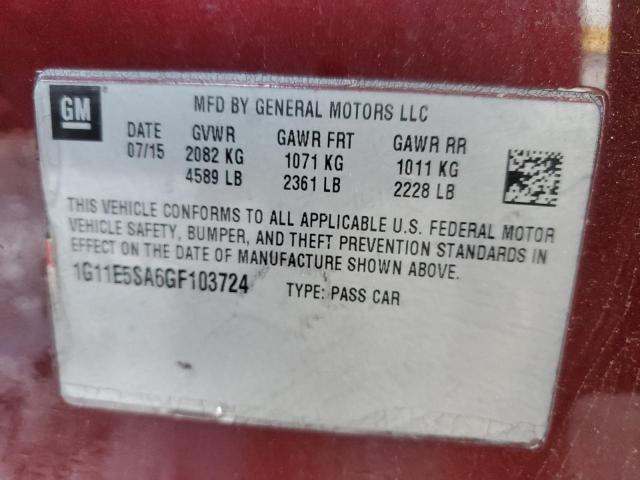 GM
MFD BY GENERAL MOTORS LLC
DATE GVWR GAWR FRT GAWR RR
07/15 2082 KG 1071 KG 1011 KG
4589 LB 2361 LB 2228 LB
THIS VEHICLE CONFORMS TO ALL APPLICABLE U.S. FEDERAL MOTOR
VEHICLE SAFETY, BUMPER, AND THEFT PREVENTION STANDARDS IN
EFFECT ON THE DATE OF MANUFACTURE SHOWN ABOVE.
1G11E5SA6GF103724 TYPE: PASS CAR